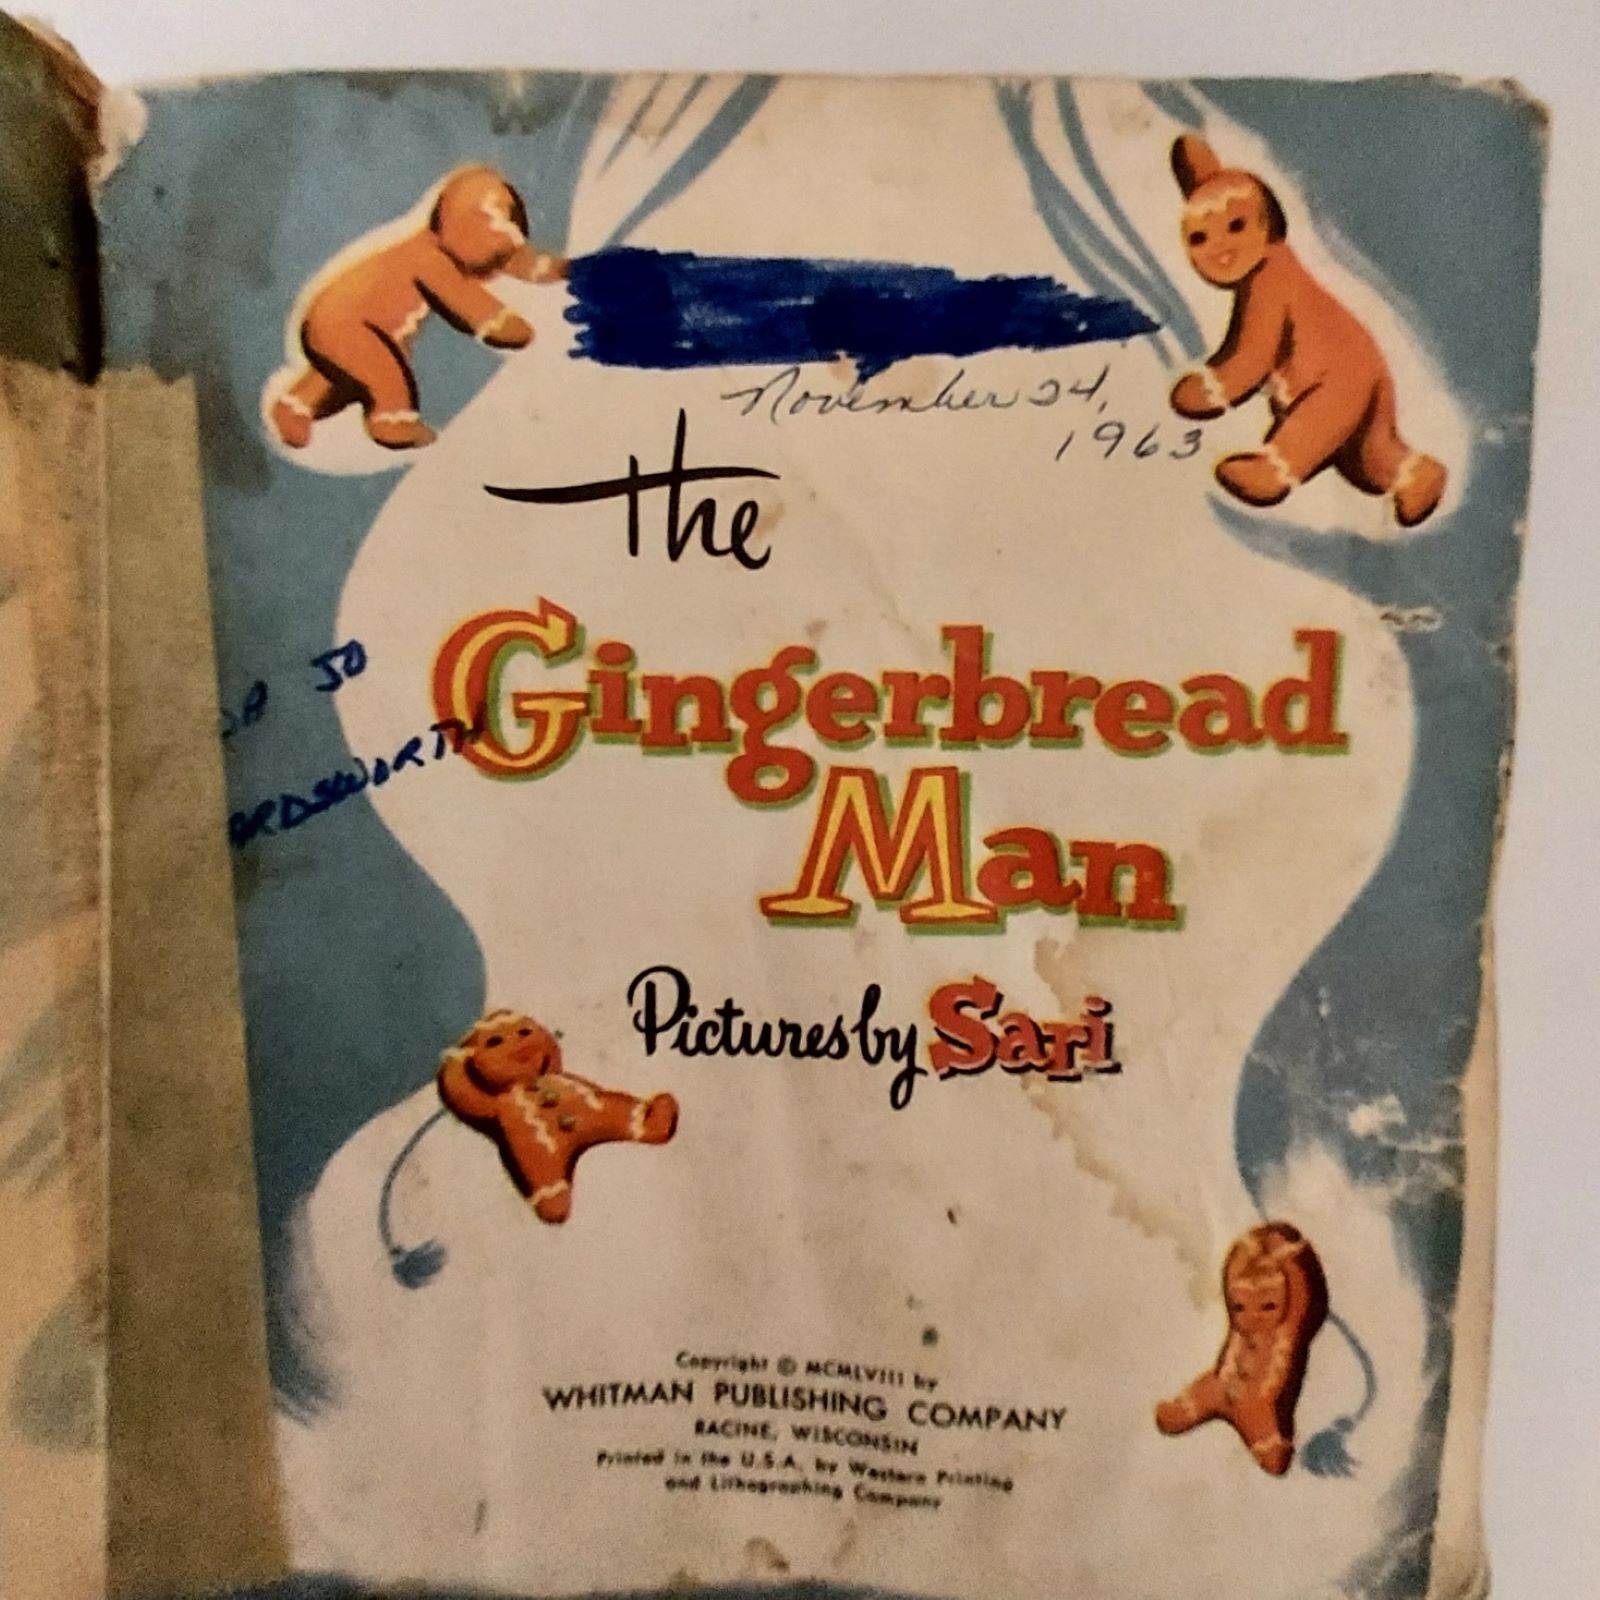 November 24,
1963
The
JO
Gingerbread
Man
Pictures by Sari
Copyright © MCMLVIII by
WHITMAN PUBLISHING COMPANY
RACINE, WISCONSIN
Printed in the U.S.A. by Western Printing
and Lithographing Company